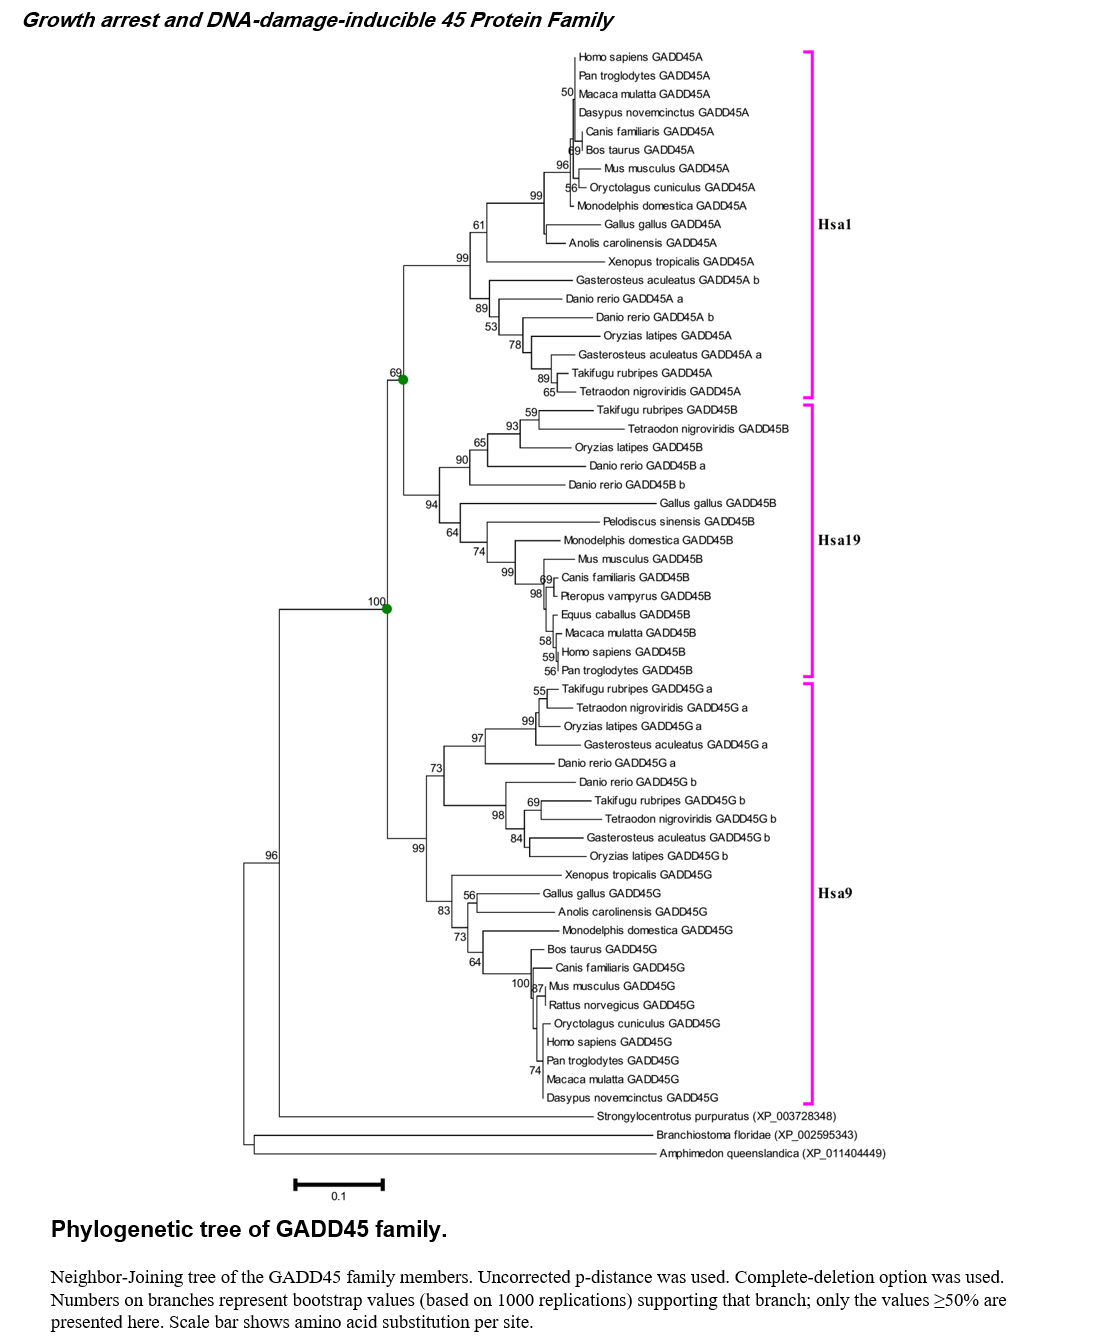 Growth arrest and DNA-damage-inducible 45 Protein Family
Homo sapiens GADD45A
Pan troglodytes GADD45A
50
Macaca mulatta GADD45A
Dasypus novemcinctus GADD45A
Canis familiaris GADD45A
69
Bos taurus GADD45A
96
Mus musculus GADD45A
56
Oryctolagus cuniculus GADD45A
99
Monodelphis domestica GADD45A
61
Gallus gallus GADD45A
Hsa1
Anolis carolinensis GADD45A
99
Xenopus tropicalis GADD45A
Gasterosteus aculeatus GADD45A b
89
Danio rerio GADD45A a
53
Danio rerio GADD45A b
78
Oryzias latipes GADD45A
Gasterosteus aculeatus GADD45A a
69
89
Takifugu rubripes GADD45A
65
Tetraodon nigroviridis GADD45A
59
Takifugu rubripes GADD45B
93
Tetraodon nigroviridis GADD45B
65
Oryzias latipes GADD45B
90
Danio rerio GADD45B a
Danio rerio GADD45B b
94
Gallus gallus GADD45B
64
Pelodiscus sinensis GADD45B
74
Monodelphis domestica GADD45B
Hsa19
99
Mus musculus GADD45B
69
Canis familiaris GADD45B
98
Pteropus vampyrus GADD45B
100
Equus caballus GADD45B
58
Macaca mulatta GADD45B
59
Homo sapiens GADD45B
56
Pan troglodytes GADD45B
55
Takifugu rubripes GADD45G a
Tetraodon nigroviridis GADD45G a
99
Oryzias latipes GADD45G a
97
Gasterosteus aculeatus GADD45G a
73
Danio rerio GADD45G a
Danio rerio GADD45G b
69
Takifugu rubripes GADD45G b
98
Tetraodon nigroviridis GADD45G b
84
Gasterosteus aculeatus GADD45G b
99
96
Oryzias latipes GADD45G b
Xenopus tropicalis GADD45G
56
Gallus gallus GADD45G
Hsa9
83
Anolis carolinensis GADD45G
73
Monodelphis domestica GADD45G
64
Bos taurus GADD45G
Canis familiaris GADD45G
100
87
Mus musculus GADD45G
Rattus norvegicus GADD45G
Oryctolagus cuniculus GADD45G
Homo sapiens GADD45G
74
Pan troglodytes GADD45G
Macaca mulatta GADD45G
Dasypus novemcinctus GADD45G
Strongylocentrotus purpuratus (XP_003728348)
Branchiostoma floridae (XP_002595343)
Amphimedon queenslandica (XP_011404449)
0.1
Phylogenetic tree of GADD45 family.
Neighbor-Joining tree of the GADD45 family members. Uncorrected p-distance was used. Complete-deletion option was used.
Numbers on branches represent bootstrap values (based on 1000 replications) supporting that branch; only the values ≥50% are
presented here. Scale bar shows amino acid substitution per site.